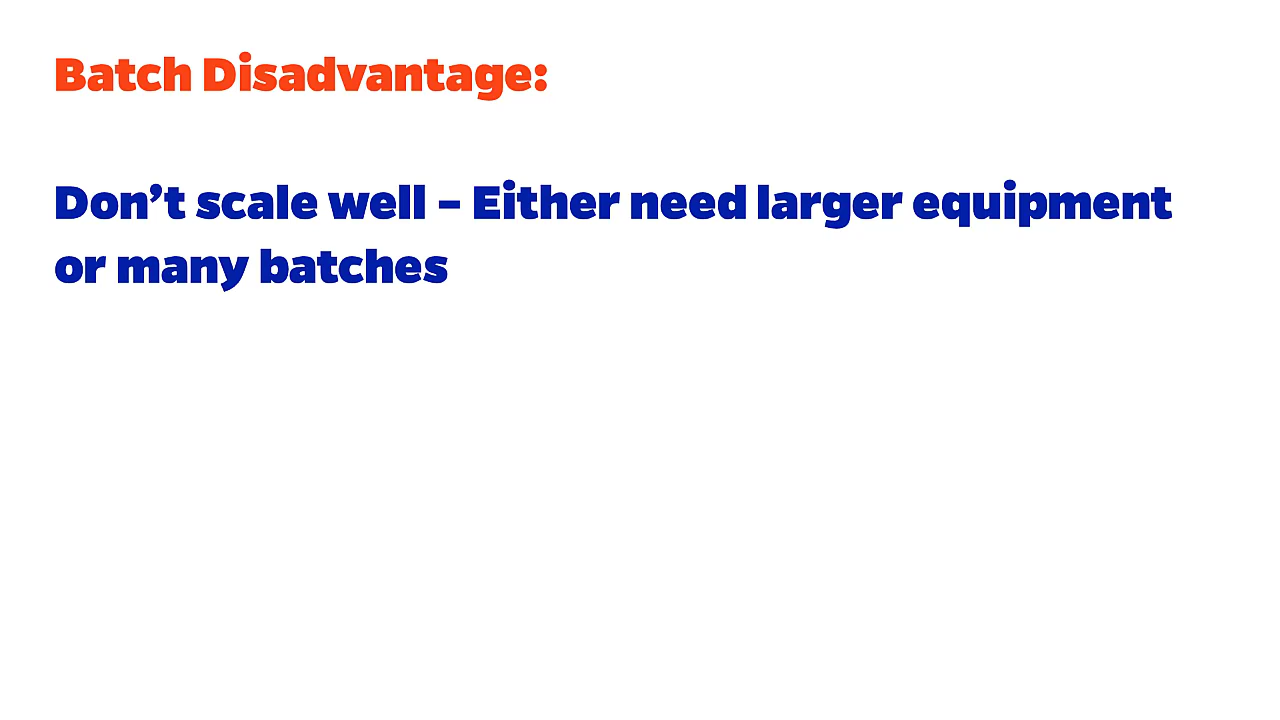 Batch Disadvantage:
Don’t scale well – Either need larger equipment
or many batches